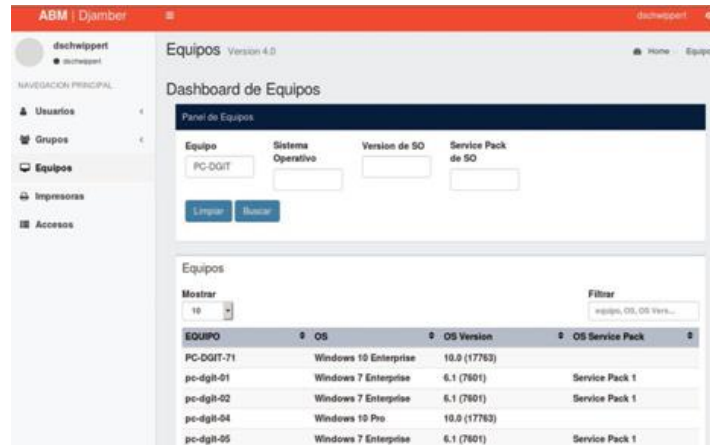 ABM | Djamber
dschwippert
dschwippert
dschwippert
NAVEGACION PRINCIPAL
Usuarios
Grupos
Equipos
Impresoras
Accesos
Equipos Version 4.0
Home
Dashboard de Equipos
Panel de Equipos
Equipo
Sistema Operativo
Version de SO
Service Pack de SO
PC-DGIT
Limpiar Buscar
Equipos
Mostrar
10
Filtrar
equipo, OS, OS Vers...
EQUIPO OS OS Version OS Service Pack
PC-DGIT-71 Windows 10 Enterprise 10.0 (17763)
pc-dgit-01 Windows 7 Enterprise 6.1 (7601) Service Pack 1
pc-dgit-02 Windows 7 Enterprise 6.1 (7601) Service Pack 1
pc-dgit-04 Windows 10 Pro 10.0 (17763)
pc-dgit-05 Windows 7 Enterprise 6.1 (7601) Service Pack 1